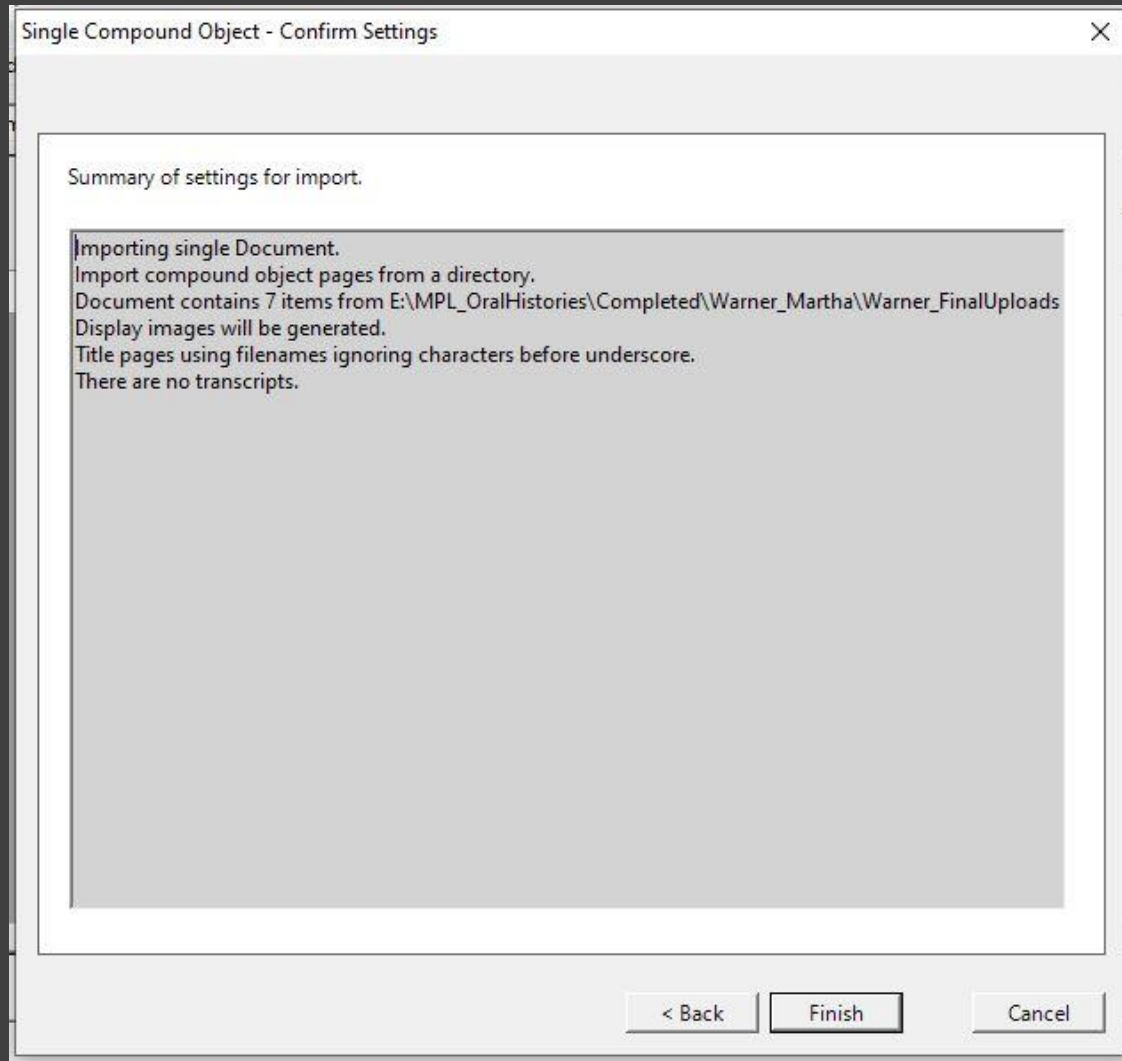 Single Compound Object - Confirm Settings
Summary of settings for import.
Importing single Document.
Import compound object pages from a directory.
Document contains 7 items from E:\MPL_OralHistories\Completed\Warner_Martha\Warner_FinalUploads
Display images will be generated.
Title pages using filenames ignoring characters before underscore.
There are no transcripts.
< Back Finish Cancel